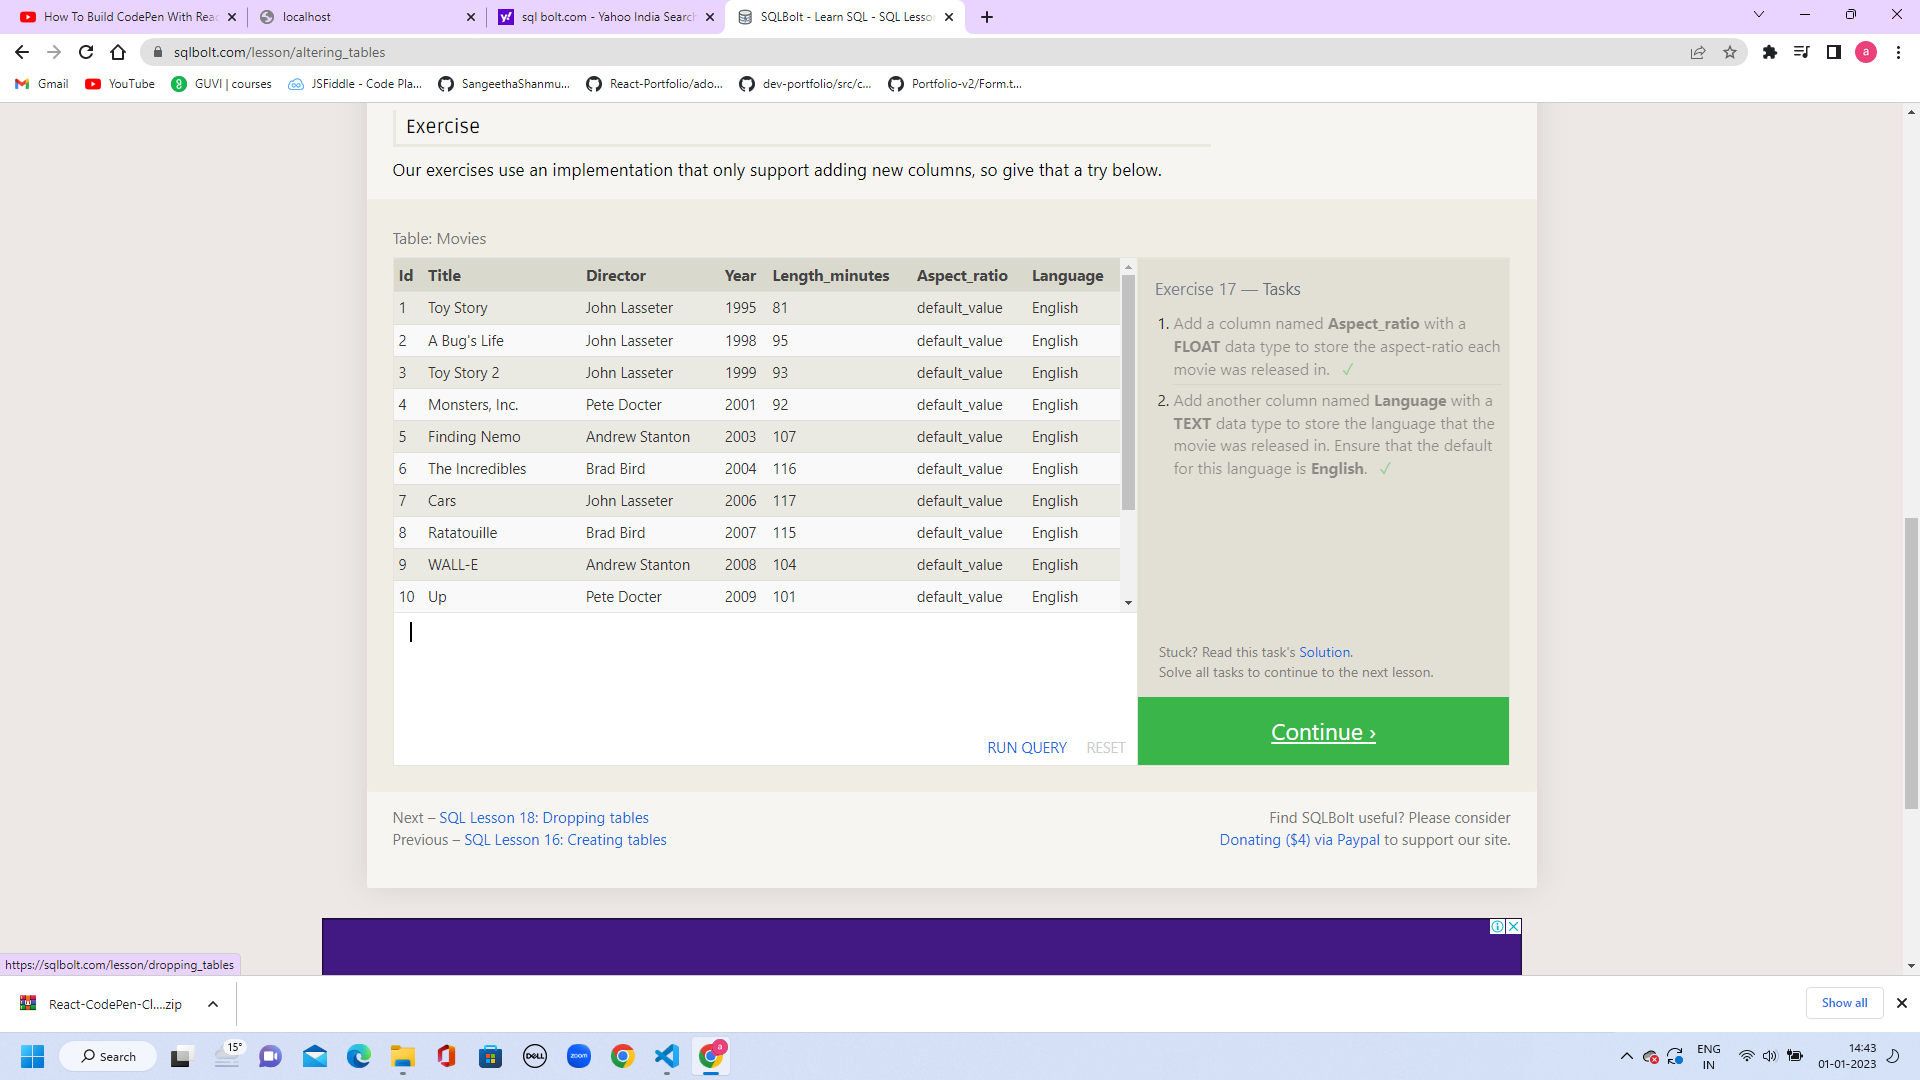 How To Build CodePen With Reac
localhost
sql bolt.com - Yahoo India Search
SQLBolt - Learn SQL - SQL Lesson
sqlbolt.com/lesson/altering_tables
a
Gmail YouTube GUVI | courses JSFiddle - Code Pla... SangeethaShanmu... React-Portfolio/ado... dev-portfolio/src/c... Portfolio-v2/Form.t...
Exercise
Our exercises use an implementation that only support adding new columns, so give that a try below.
Table: Movies
Id Title Director Year Length_minutes Aspect_ratio Language
1 Toy Story John Lasseter 1995 81 default_value English
2 A Bug's Life John Lasseter 1998 95 default_value English
3 Toy Story 2 John Lasseter 1999 93 default_value English
4 Monsters, Inc. Pete Docter 2001 92 default_value English
5 Finding Nemo Andrew Stanton 2003 107 default_value English
6 The Incredibles Brad Bird 2004 116 default_value English
7 Cars John Lasseter 2006 117 default_value English
8 Ratatouille Brad Bird 2007 115 default_value English
9 WALL-E Andrew Stanton 2008 104 default_value English
10 Up Pete Docter 2009 101 default_value English
RUN QUERY RESET
Exercise 17 — Tasks
1. Add a column named Aspect_ratio with a
FLOAT data type to store the aspect-ratio each
movie was released in. ✓
2. Add another column named Language with a
TEXT data type to store the language that the
movie was released in. Ensure that the default
for this language is English. ✓
Stuck? Read this task's Solution.
Solve all tasks to continue to the next lesson.
Continue ›
Next – SQL Lesson 18: Dropping tables
Previous – SQL Lesson 16: Creating tables
Find SQLBolt useful? Please consider
Donating ($4) via Paypal to support our site.
https://sqlbolt.com/lesson/dropping_tables
React-CodePen-Cl....zip
Show all
Search
15°
DELL
zoom
a
ENG
IN
14:43
01-01-2023